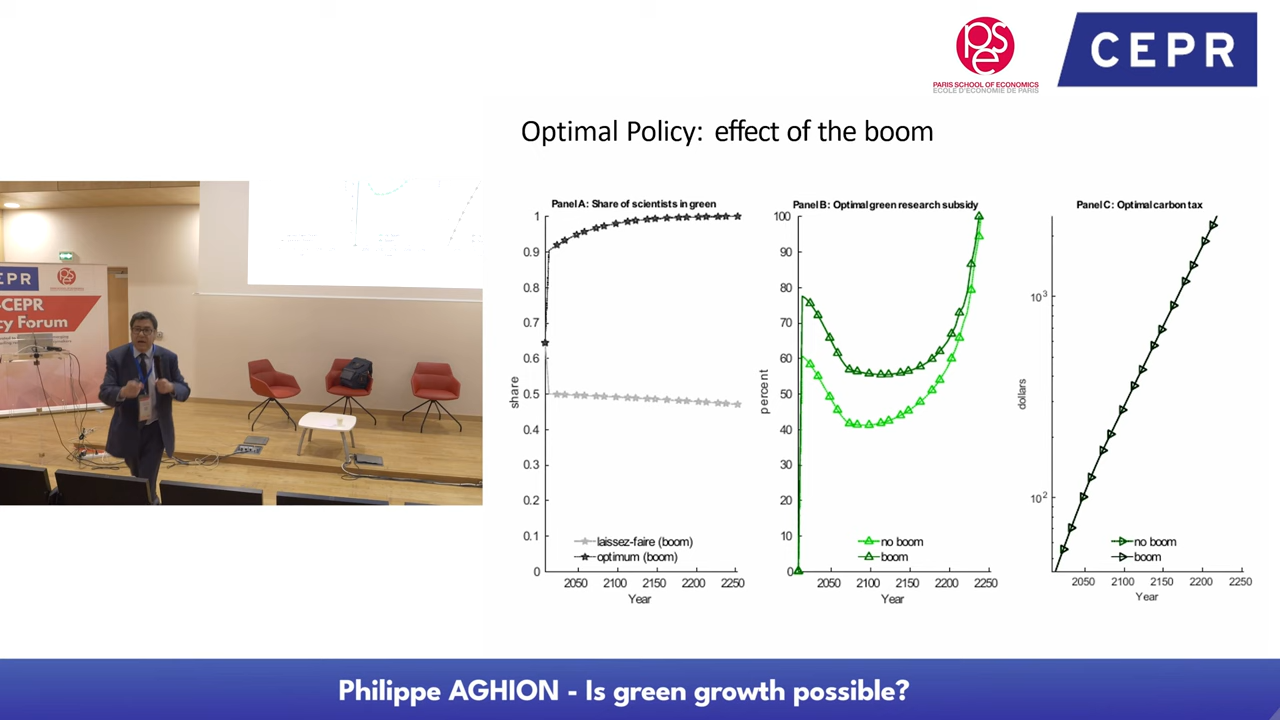 pse
PARIS SCHOOL OF ECONOMICS
ECOLE D'ECONOMIE DE PARIS
CEPR
Optimal Policy: effect of the boom
Panel A: Share of scientists in green
1
0.9
0.8
0.7
0.6
0.5
0.4
0.3
0.2
0.1
0
share
laissez-faire (boom)
optimum (boom)
2050 2100 2150 2200 2250
Year
Panel B: Optimal green research subsidy
100
90
80
70
60
50
40
30
20
10
0
percent
no boom
boom
2050 2100 2150 2200 2250
Year
Panel C: Optimal carbon tax
10³
10²
dollars
no boom
boom
2050 2100 2150 2200 2250
Year
EPR
pse
-CEPR
cy Forum
Philippe AGHION - Is green growth possible?